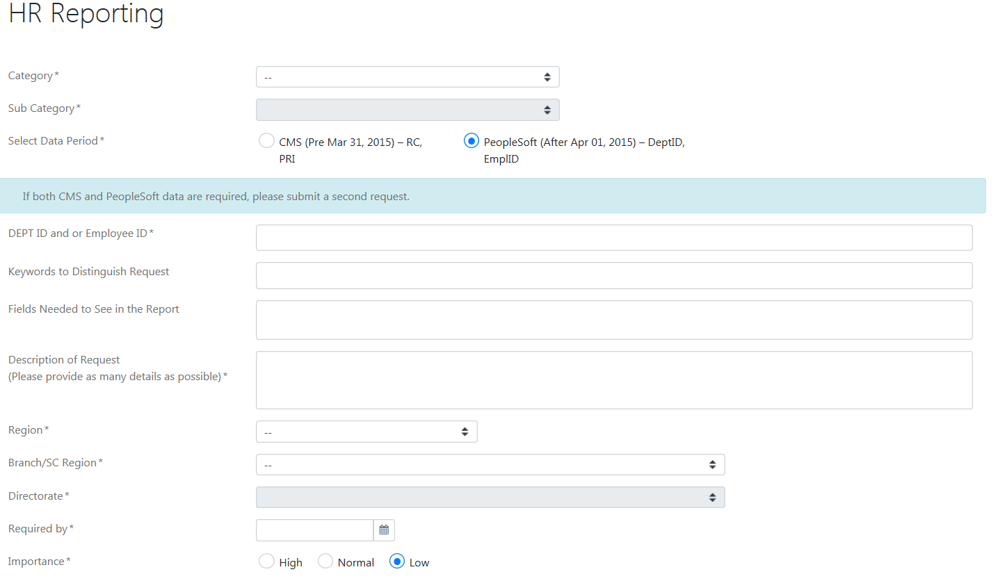 HR Reporting
Category*
--
Sub Category*
Select Data Period*
CMS (Pre Mar 31, 2015) – RC,
PRI
PeopleSoft (After Apr 01, 2015) – DeptID,
EmplID
If both CMS and PeopleSoft data are required, please submit a second request.
DEPT ID and or Employee ID*
Keywords to Distinguish Request
Fields Needed to See in the Report
Description of Request
(Please provide as many details as possible)*
Region*
--
Branch/SC Region*
--
Directorate*
Required by*
Importance*
High
Normal
Low